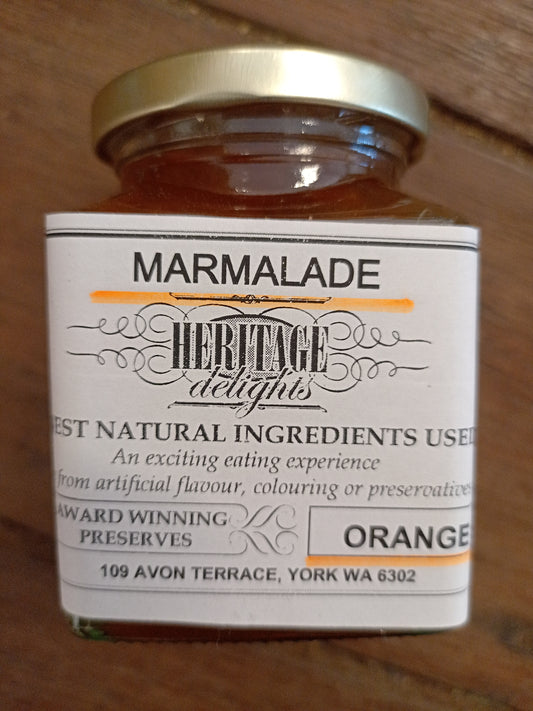 MARMALADE
HERITAGE
delights
EST NATURAL INGREDIENTS USED
An exciting eating experience
from artificial flavour, colouring or preservatives
AWARD WINNING
PRESERVES
ORANGE
109 AVON TERRACE, YORK WA 6302